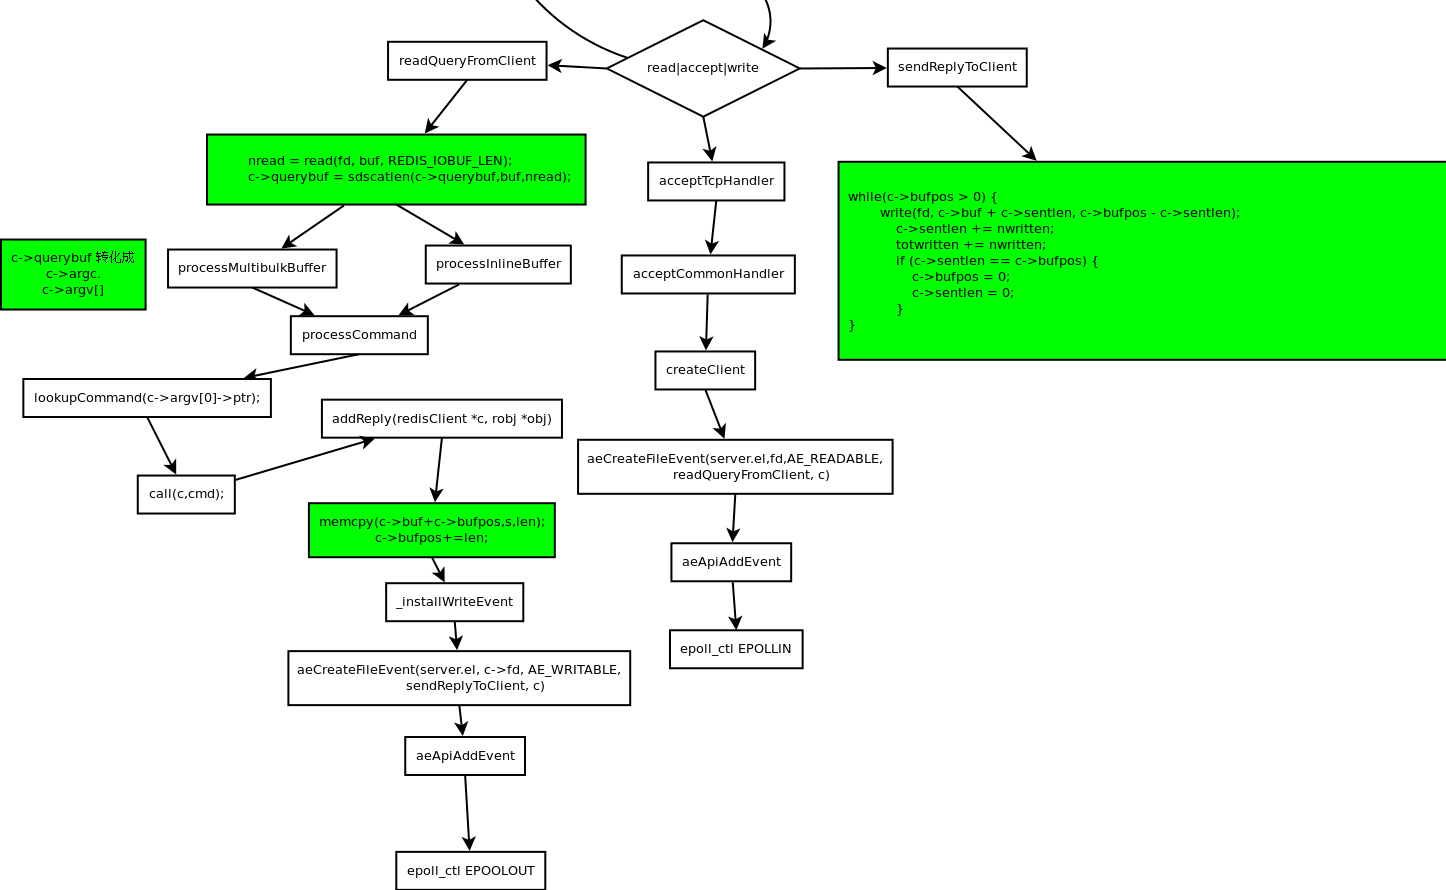 read|accept|write
readQueryFromClient
sendReplyToClient
nread = read(fd, buf, REDIS_IOBUF_LEN);
c->querybuf = sdscatlen(c->querybuf,buf,nread);
acceptTcpHandler
while(c->bufpos > 0) {
write(fd, c->buf + c->sentlen, c->bufpos - c->sentlen);
c->sentlen += nwritten;
totwritten += nwritten;
if (c->sentlen == c->bufpos) {
c->bufpos = 0;
c->sentlen = 0;
}
}
c->querybuf 转化成
c->argc.
c->argv[]
processMultibulkBuffer
processInlineBuffer
acceptCommonHandler
processCommand
createClient
lookupCommand(c->argv[0]->ptr);
addReply(redisClient *c, robj *obj)
aeCreateFileEvent(server.el,fd,AE_READABLE,
readQueryFromClient, c)
call(c,cmd);
memcpy(c->buf+c->bufpos,s,len);
c->bufpos+=len;
aeApiAddEvent
_installWriteEvent
epoll_ctl EPOLLIN
aeCreateFileEvent(server.el, c->fd, AE_WRITABLE,
sendReplyToClient, c)
aeApiAddEvent
epoll_ctl EPOOLOUT